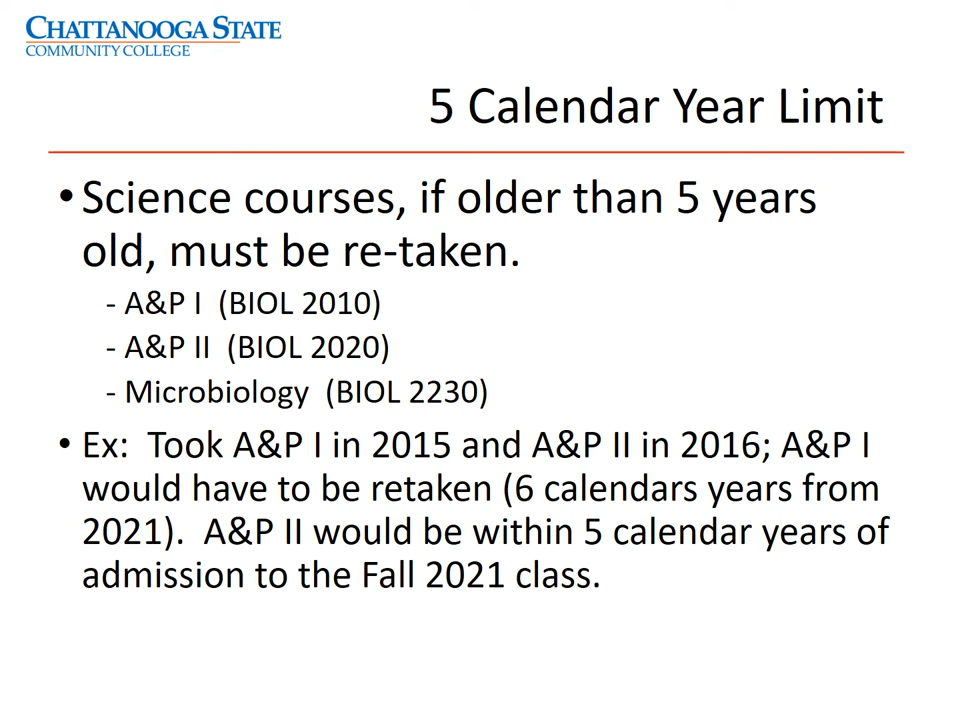 CHATTANOOGA STATE
COMMUNITY COLLEGE
5 Calendar Year Limit
• Science courses, if older than 5 years
old, must be re-taken.
- A&P I (BIOL 2010)
- A&P II (BIOL 2020)
- Microbiology (BIOL 2230)
• Ex: Took A&P I in 2015 and A&P II in 2016; A&P I
would have to be retaken (6 calendars years from
2021). A&P II would be within 5 calendar years of
admission to the Fall 2021 class.